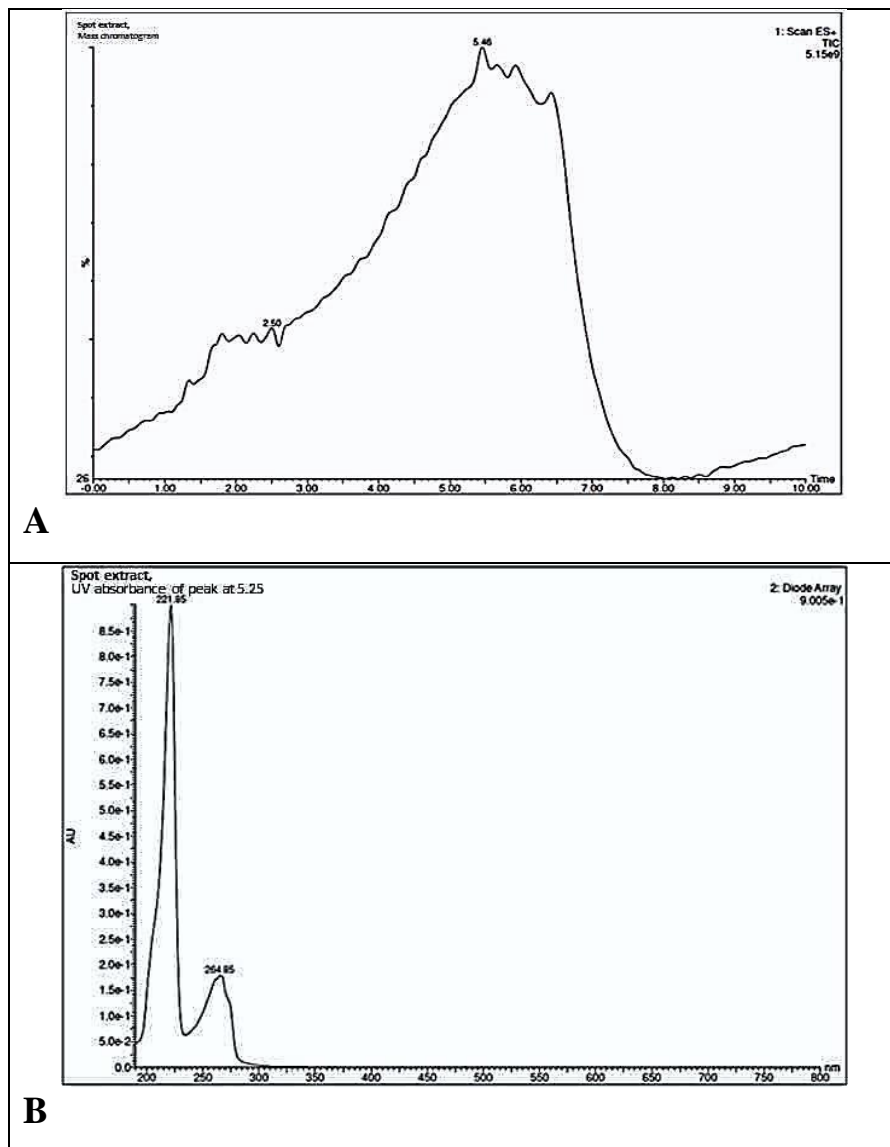 Spot extract,
Mass chromatogram
1: Scan ES+
TIC
5.15e9
5.46
2.50
%
26
-0.00 1.00 2.00 3.00 4.00 5.00 6.00 7.00 8.00 9.00 10.00
Time
A
Spot extract,
UV absorbance of peak at 5.25
2: Diode Array
9.005e-1
221.85
8.5e-1
8.0e-1
7.5e-1
7.0e-1
6.5e-1
6.0e-1
5.5e-1
5.0e-1
4.5e-1
4.0e-1
3.5e-1
3.0e-1
2.5e-1
2.0e-1
1.5e-1
1.0e-1
5.0e-2
0.0
AU
264.85
200 250 300 350 400 450 500 550 600 650 700 750 800 nm
B